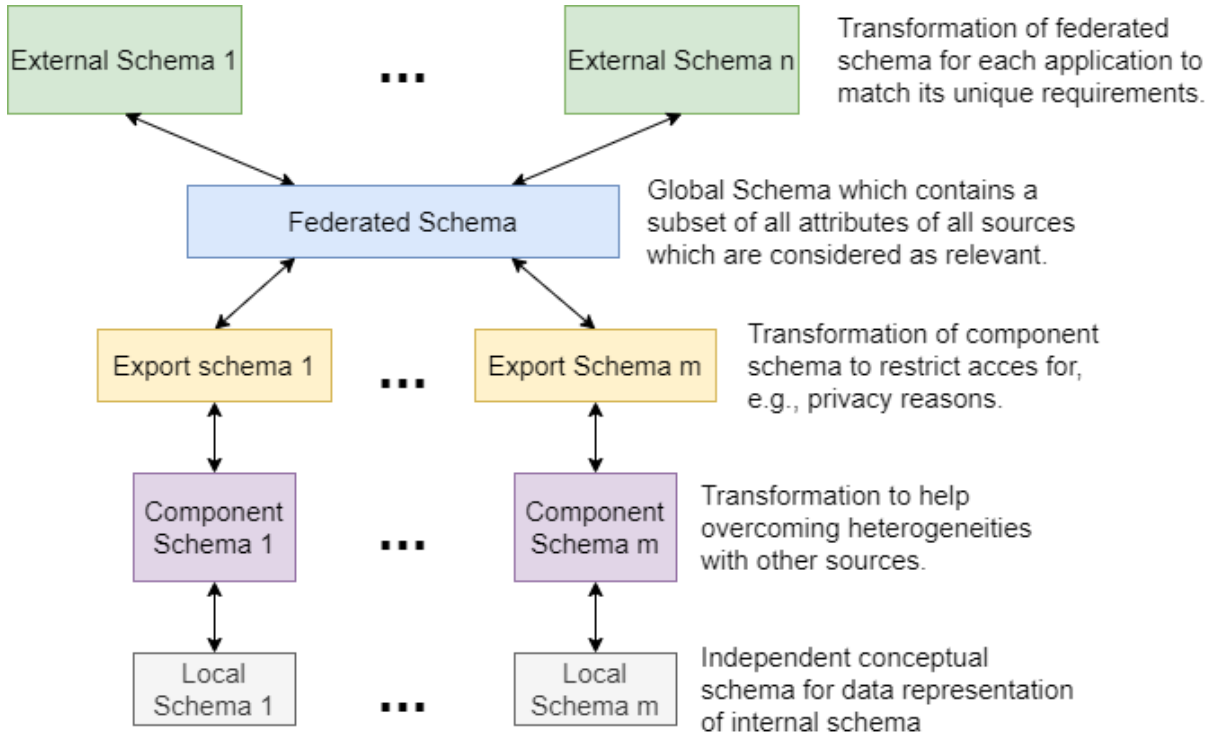 External Schema 1
...
External Schema n
Transformation of federated
schema for each application to
match its unique requirements.
Federated Schema
Global Schema which contains a
subset of all attributes of all sources
which are considered as relevant.
Export schema 1
...
Export Schema m
Transformation of component
schema to restrict acces for,
e.g., privacy reasons.
Component
Schema 1
...
Component
Schema m
Transformation to help
overcoming heterogeneities
with other sources.
Local
Schema 1
...
Local
Schema m
Independent conceptual
schema for data representation
of internal schema